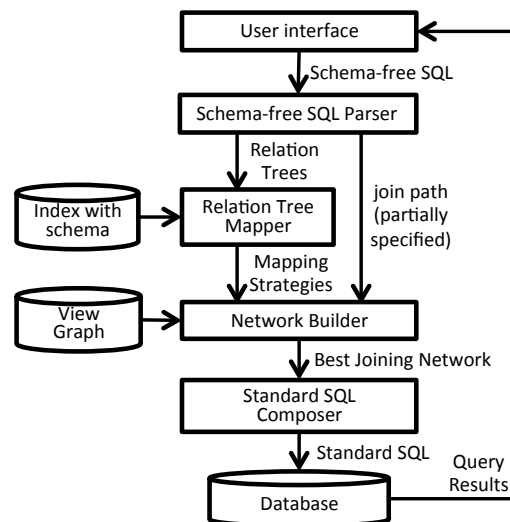 User interface
Schema-free SQL
Schema-free SQL Parser
Relation
Trees
join path
(partially
specified)
Index with
schema
Relation Tree
Mapper
Mapping
Strategies
View
Graph
Network Builder
Best Joining Network
Standard SQL
Composer
Standard SQL
Query
Results
Database